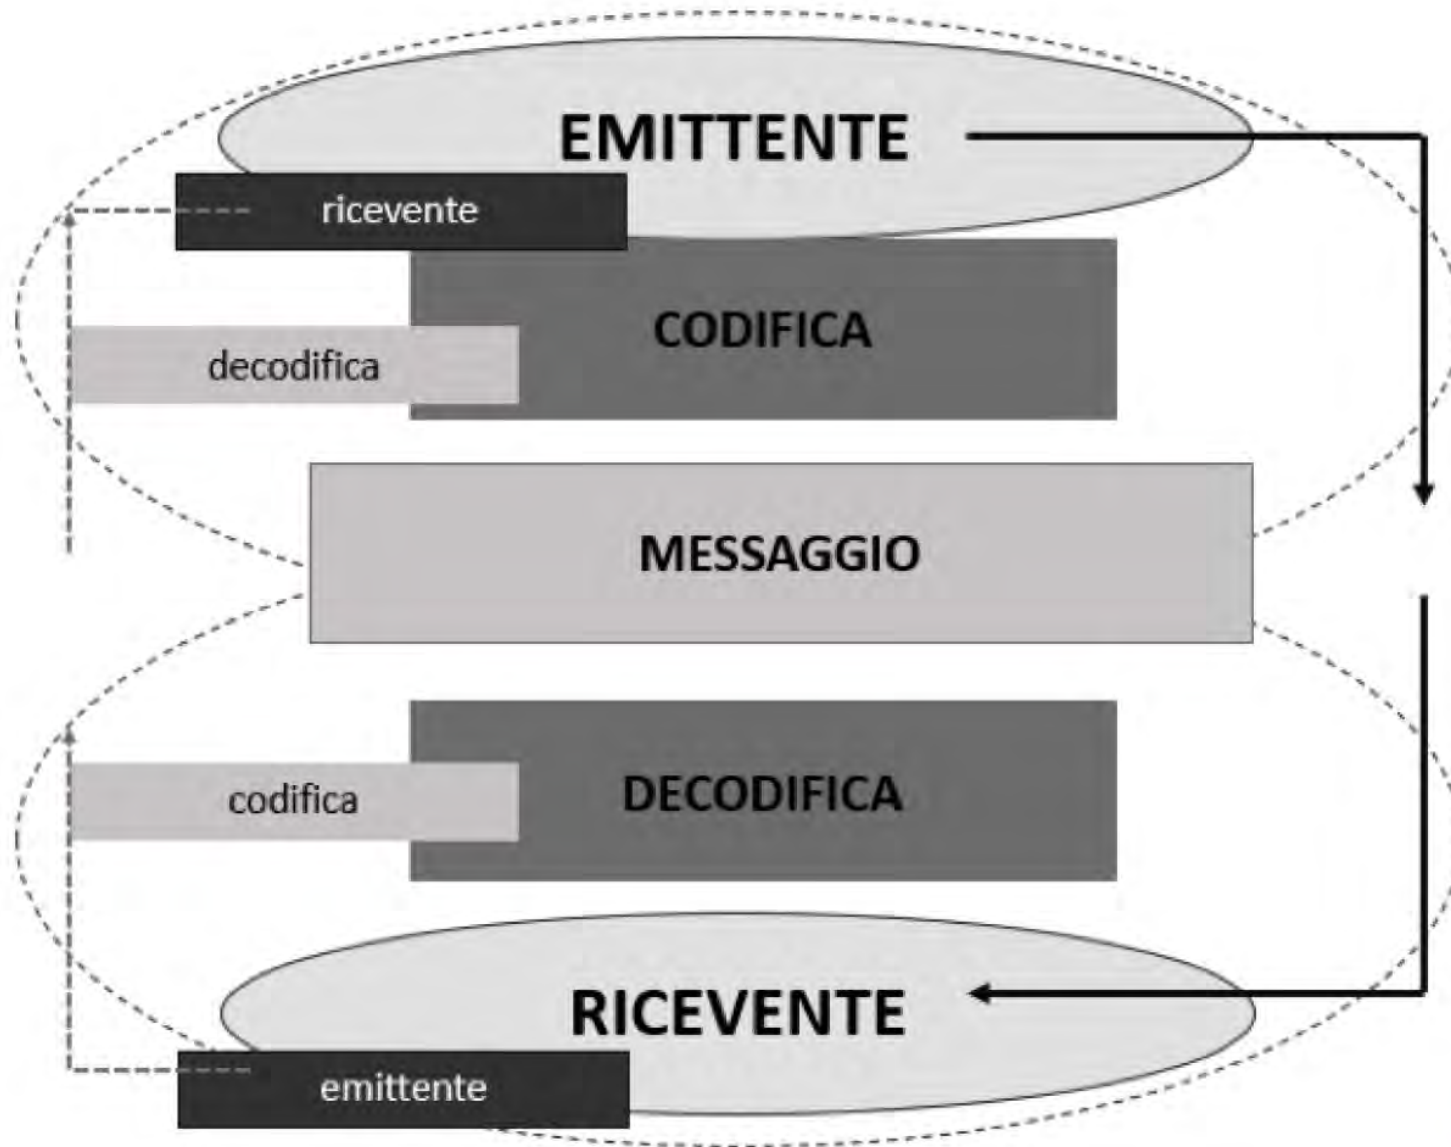 EMITTENTE
ricevente
CODIFICA
decodifica
MESSAGGIO
DECODIFICA
codifica
RICEVENTE
emittente